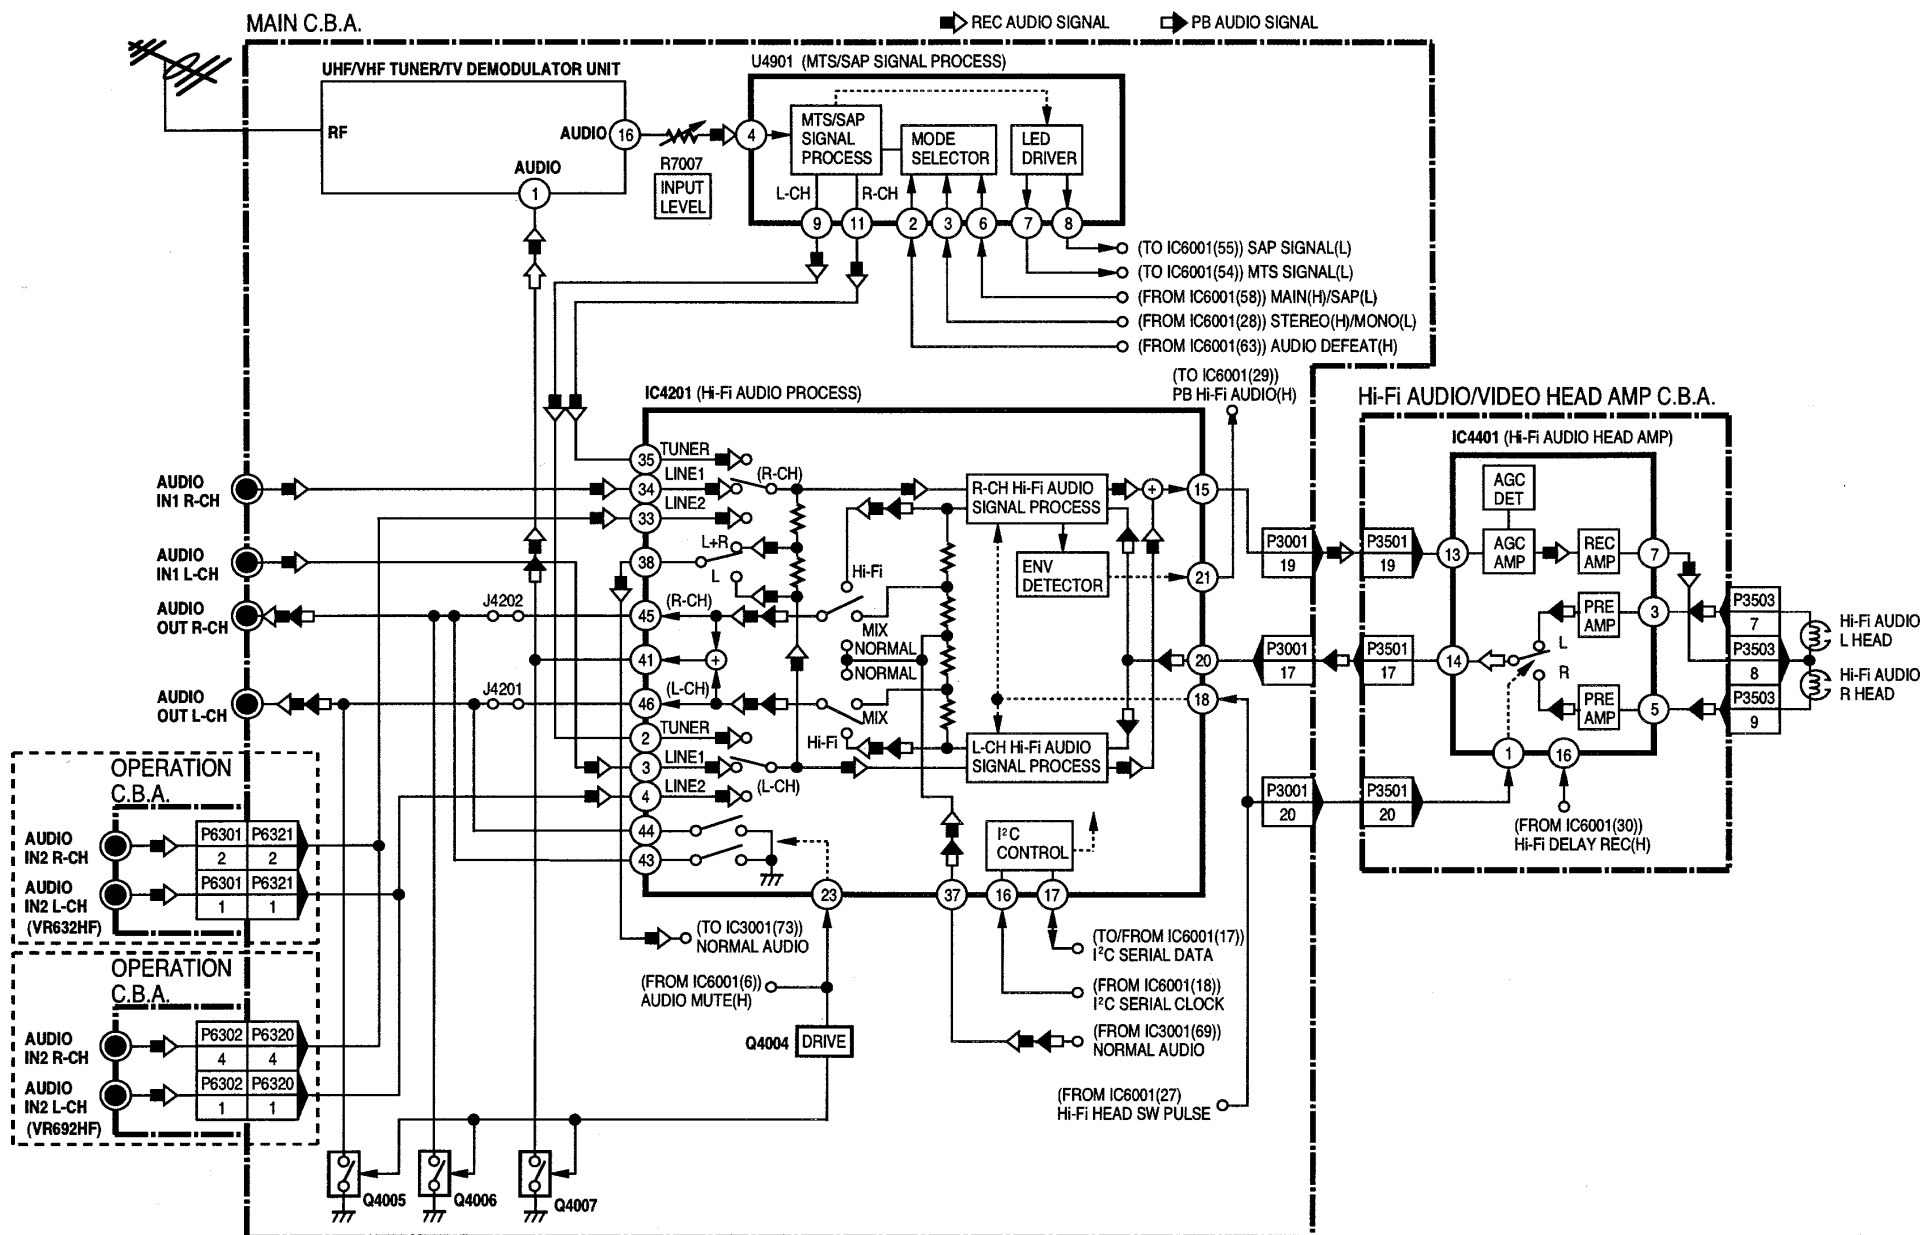 MAIN C.B.A.
REC AUDIO SIGNAL
PB AUDIO SIGNAL
UHF/VHF TUNER/TV DEMODULATOR UNIT
RF
AUDIO
16
AUDIO
1
R7007
INPUT
LEVEL
U4901 (MTS/SAP SIGNAL PROCESS)
4
MTS/SAP
SIGNAL
PROCESS
MODE
SELECTOR
LED
DRIVER
L-CH
R-CH
9
11
2
3
6
7
8
(TO IC6001(55)) SAP SIGNAL(L)
(TO IC6001(54)) MTS SIGNAL(L)
(FROM IC6001(58)) MAIN(H)/SAP(L)
(FROM IC6001(28)) STEREO(H)/MONO(L)
(FROM IC6001(63)) AUDIO DEFEAT(H)
(TO IC6001(29))
PB Hi-Fi AUDIO(H)
IC4201 (Hi-Fi AUDIO PROCESS)
35
TUNER
34
LINE1
(R-CH)
33
LINE2
38
L+R
L
45
(R-CH)
41
46
(L-CH)
2
TUNER
3
LINE1
4
LINE2
(L-CH)
44
43
Hi-Fi
MIX
NORMAL
NORMAL
MIX
Hi-Fi
+
R-CH Hi-Fi AUDIO
SIGNAL PROCESS
+
ENV
DETECTOR
L-CH Hi-Fi AUDIO
SIGNAL PROCESS
I²C
CONTROL
15
21
20
18
23
37
16
17
AUDIO
IN1 R-CH
AUDIO
IN1 L-CH
AUDIO
OUT R-CH
J4202
AUDIO
OUT L-CH
J4201
OPERATION
C.B.A.
AUDIO
IN2 R-CH
P6301
2
P6321
2
AUDIO
IN2 L-CH
P6301
1
P6321
1
(VR632HF)
OPERATION
C.B.A.
AUDIO
IN2 R-CH
P6302
4
P6320
4
AUDIO
IN2 L-CH
P6302
1
P6320
1
(VR692HF)
(TO IC3001(73))
NORMAL AUDIO
(FROM IC6001(6))
AUDIO MUTE(H)
Q4004
DRIVE
(TO/FROM IC6001(17))
I²C SERIAL DATA
(FROM IC6001(18))
I²C SERIAL CLOCK
(FROM IC3001(69))
NORMAL AUDIO
(FROM IC6001(27)
Hi-Fi HEAD SW PULSE
Q4005
Q4006
Q4007
P3001
19
P3501
19
P3001
17
P3501
17
P3001
20
P3501
20
Hi-Fi AUDIO/VIDEO HEAD AMP C.B.A.
IC4401 (Hi-Fi AUDIO HEAD AMP)
AGC
DET
13
AGC
AMP
REC
AMP
7
PRE
AMP
3
14
L
R
PRE
AMP
5
1
16
(FROM IC6001(30))
Hi-Fi DELAY REC(H)
P3503
7
P3503
8
P3503
9
Hi-Fi AUDIO
L HEAD
Hi-Fi AUDIO
R HEAD